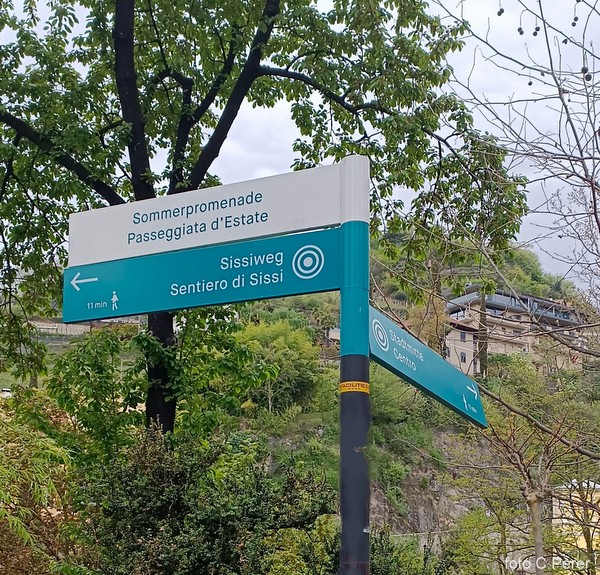 Sommerpromenade
Passeggiata d'Estate
Sissiweg
Sentiero di Sissi
11 min
Stadtmitte
Centro
foto C Perer